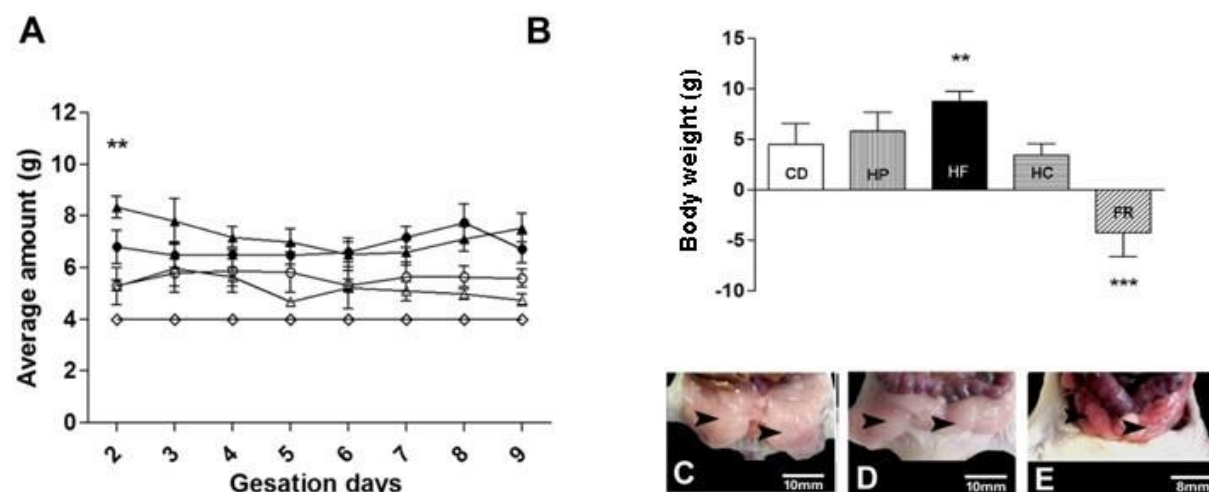 A
B
Average amount (g)
12
10
8
6
4
2
0
**
2 3 4 5 6 7 8 9
Gesation days
Body weight (g)
15
10
5
0
-5
-10
**
CD HP HF HC FR
***
C
10mm
D
10mm
E
8mm